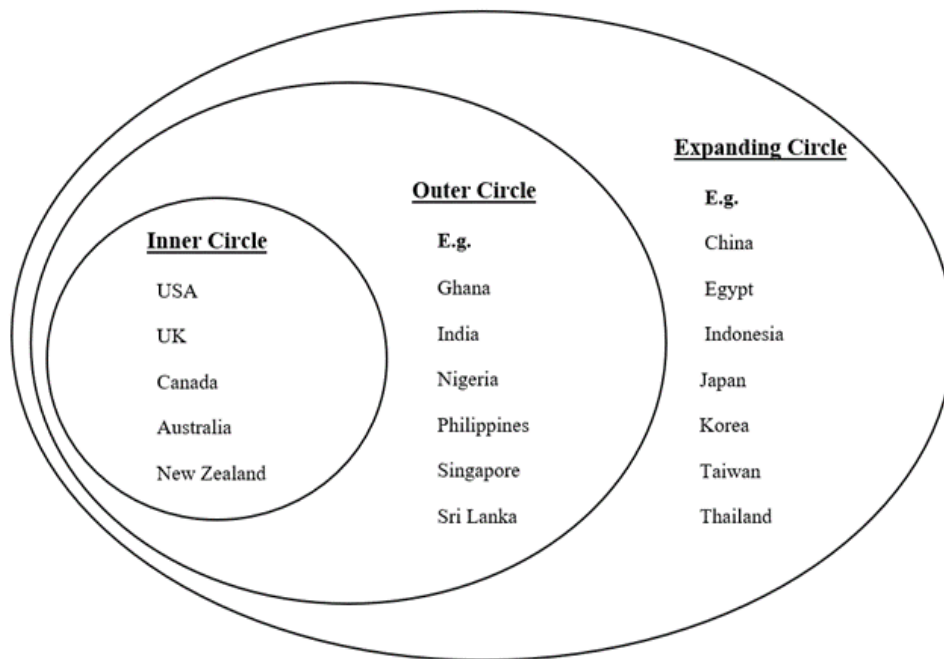 Inner Circle
USA
UK
Canada
Australia
New Zealand
Outer Circle
E.g.
Ghana
India
Nigeria
Philippines
Singapore
Sri Lanka
Expanding Circle
E.g.
China
Egypt
Indonesia
Japan
Korea
Taiwan
Thailand